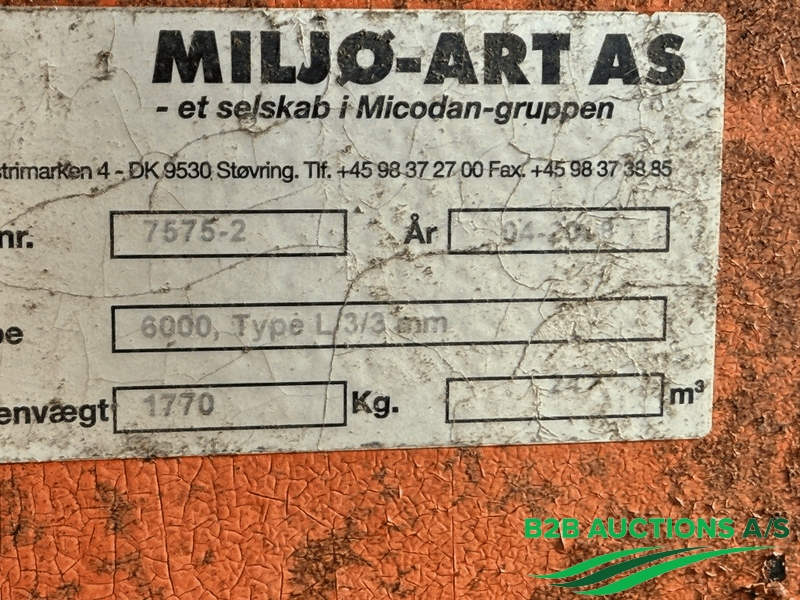 MILJØ-ART AS
- et selskab i Micodan-gruppen
strimarken 4 - DK 9530 Støvring. Tlf. +45 98 37 27 00 Fax. +45 98 37 38 85
nr. 7575-2 År
6000, Type L 3/3 mm
envægt 1770 Kg. m³
B2B AUCTIONS A/S